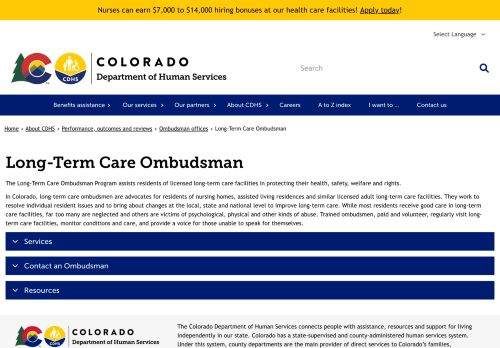 Nurses can earn $7,000 to $14,000 hiring bonuses at our health care facilities! Apply today!
Select Language
CDHS
COLORADO
Department of Human Services
Search
Benefits assistance › Our services › Our partners › About CDHS › Careers A to Z index I want to ... Contact us
Home › About CDHS › Performance, outcomes and reviews › Ombudsman offices › Long-Term Care Ombudsman
Long-Term Care Ombudsman
The Long-Term Care Ombudsman Program assists residents of licensed long-term care facilities in protecting their health, safety, welfare and rights.
In Colorado, long-term care ombudsmen are advocates for residents of nursing homes, assisted living residences and similar licensed adult long-term care facilities. They work to
resolve individual resident issues and to bring about changes at the local, state and national level to improve long-term care. While most residents receive good care in long-term
care facilities, far too many are neglected and others are victims of psychological, physical and other kinds of abuse. Trained ombudsmen, paid and volunteer, regularly visit long-
term care facilities, monitor conditions and care, and provide a voice for those unable to speak for themselves.
Services
Contact an Ombudsman
Resources
CDHS
COLORADO
Department of Human Services
The Colorado Department of Human Services connects people with assistance, resources and support for living
independently in our state. Colorado has a state-supervised and county-administered human services system.
Under this system, county departments are the main provider of direct services to Colorado's families,